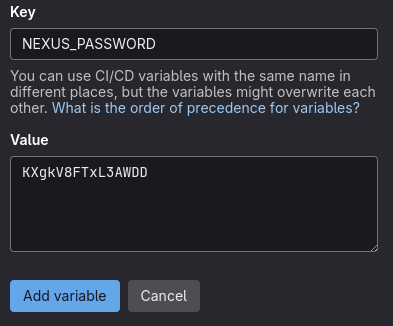 Key
NEXUS_PASSWORD
You can use CI/CD variables with the same name in
different places, but the variables might overwrite each
other. What is the order of precedence for variables?
Value
KXgkV8FTxL3AWDD
Add variable
Cancel